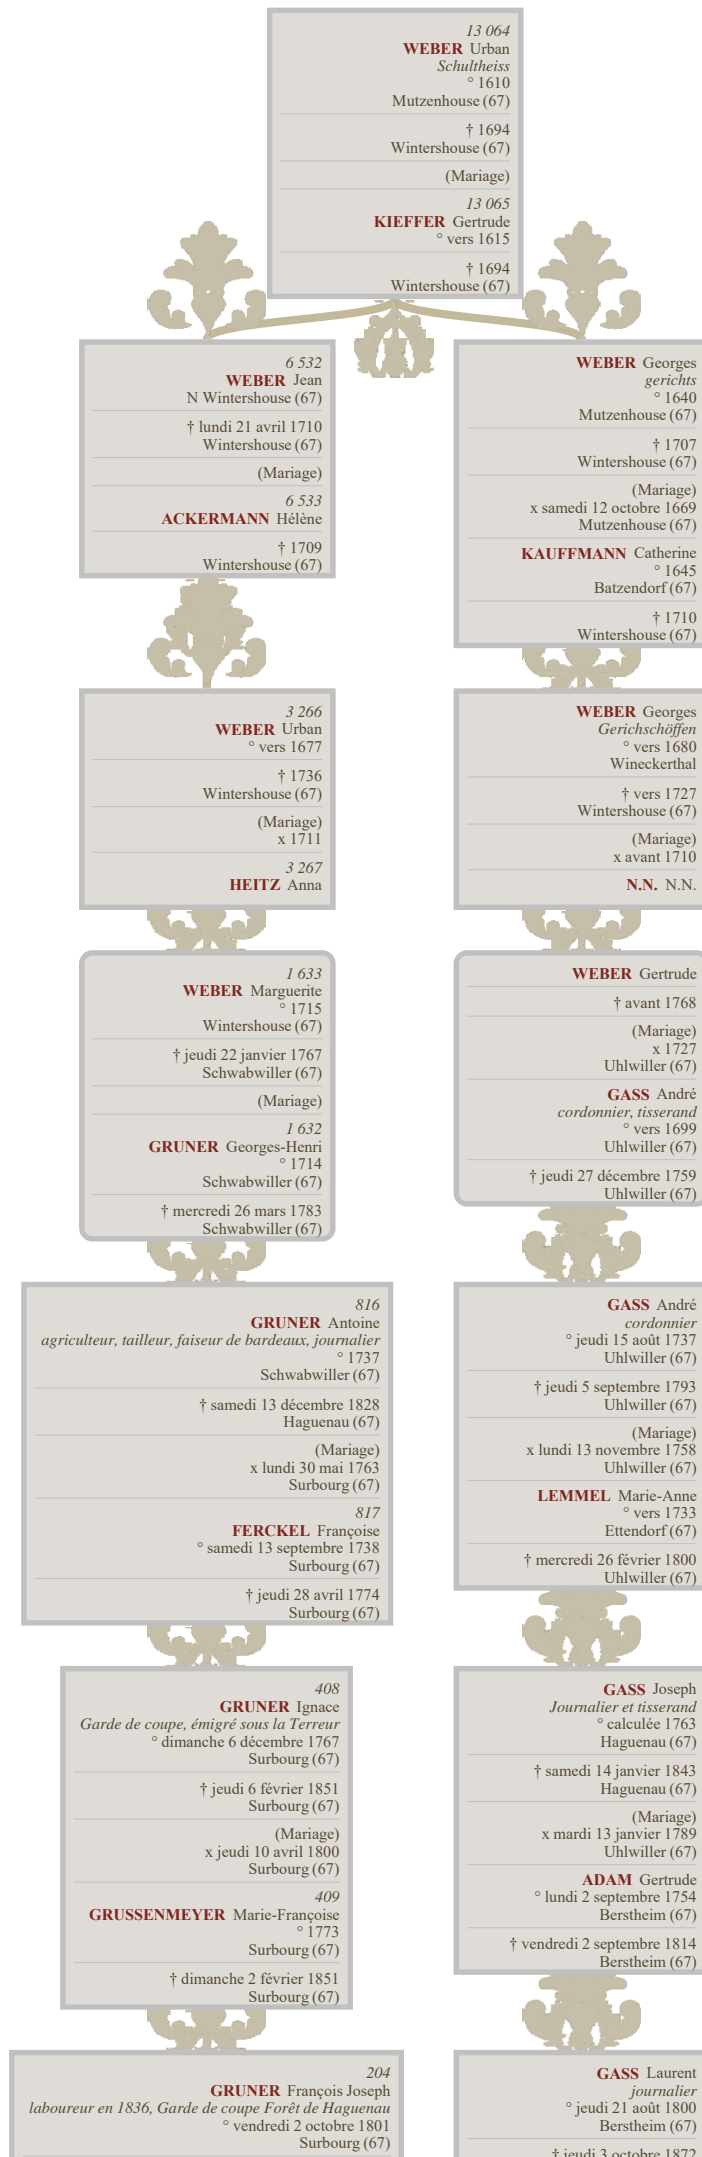 13 064
WEBER Urban
Schultheiss
° 1610
Mutzenhouse (67)
† 1694
Wintershouse (67)
(Mariage)
13 065
KIEFFER Gertrude
° vers 1615
† 1694
Wintershouse (67)
6 532
WEBER Jean
N Wintershouse (67)
† lundi 21 avril 1710
Wintershouse (67)
(Mariage)
6 533
ACKERMANN Hélène
† 1709
Wintershouse (67)
WEBER Georges
gerichts
° 1640
Mutzenhouse (67)
† 1707
Wintershouse (67)
(Mariage)
x samedi 12 octobre 1669
Mutzenhouse (67)
KAUFFMANN Catherine
° 1645
Batzendorf (67)
† 1710
Wintershouse (67)
3 266
WEBER Urban
° vers 1677
† 1736
Wintershouse (67)
(Mariage)
x 1711
3 267
HEITZ Anna
WEBER Georges
Gerichschöffen
° vers 1680
Wineckerthal
† vers 1727
Wintershouse (67)
(Mariage)
x avant 1710
N.N. N.N.
1 633
WEBER Marguerite
° 1715
Wintershouse (67)
† jeudi 22 janvier 1767
Schwabwiller (67)
(Mariage)
1 632
GRUNER Georges-Henri
° 1714
Schwabwiller (67)
† mercredi 26 mars 1783
Schwabwiller (67)
WEBER Gertrude
† avant 1768
(Mariage)
x 1727
Uhlwiller (67)
GASS André
cordonnier, tisserand
° vers 1699
Uhlwiller (67)
† jeudi 27 décembre 1759
Uhlwiller (67)
816
GRUNER Antoine
agriculteur, tailleur, faiseur de bardeaux, journalier
° 1737
Schwabwiller (67)
† samedi 13 décembre 1828
Haguenau (67)
(Mariage)
x lundi 30 mai 1763
Surbourg (67)
817
FERCKEL Françoise
° samedi 13 septembre 1738
Surbourg (67)
† jeudi 28 avril 1774
Surbourg (67)
GASS André
cordonnier
° jeudi 15 août 1737
Uhlwiller (67)
† jeudi 5 septembre 1793
Uhlwiller (67)
(Mariage)
x lundi 13 novembre 1758
Uhlwiller (67)
LEMMEL Marie-Anne
° vers 1733
Ettendorf (67)
† mercredi 26 février 1800
Uhlwiller (67)
408
GRUNER Ignace
Garde de coupe, émigré sous la Terreur
° dimanche 6 décembre 1767
Surbourg (67)
† jeudi 6 février 1851
Surbourg (67)
(Mariage)
x jeudi 10 avril 1800
Surbourg (67)
409
GRUSSENMEYER Marie-Françoise
° 1773
Surbourg (67)
† dimanche 2 février 1851
Surbourg (67)
GASS Joseph
Journalier et tisserand
° calculée 1763
Haguenau (67)
† samedi 14 janvier 1843
Haguenau (67)
(Mariage)
x mardi 13 janvier 1789
Uhlwiller (67)
ADAM Gertrude
° lundi 2 septembre 1754
Berstheim (67)
† vendredi 2 septembre 1814
Berstheim (67)
204
GRUNER François Joseph
laboureur en 1836, Garde de coupe Forêt de Haguenau
° vendredi 2 octobre 1801
Surbourg (67)
GASS Laurent
journalier
° jeudi 21 août 1800
Berstheim (67)
† jeudi 3 octobre 1872